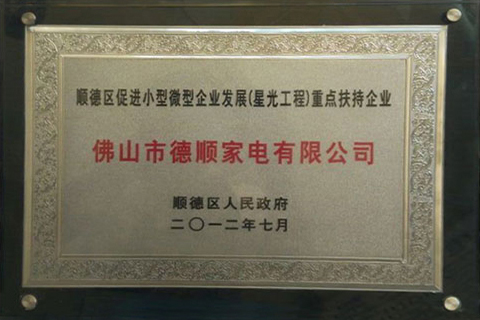 顺德区促进小型微型企业发展(星光工程)重点扶持企业
佛山市德顺家电有限公司
顺德区人民政府
二〇一二年七月